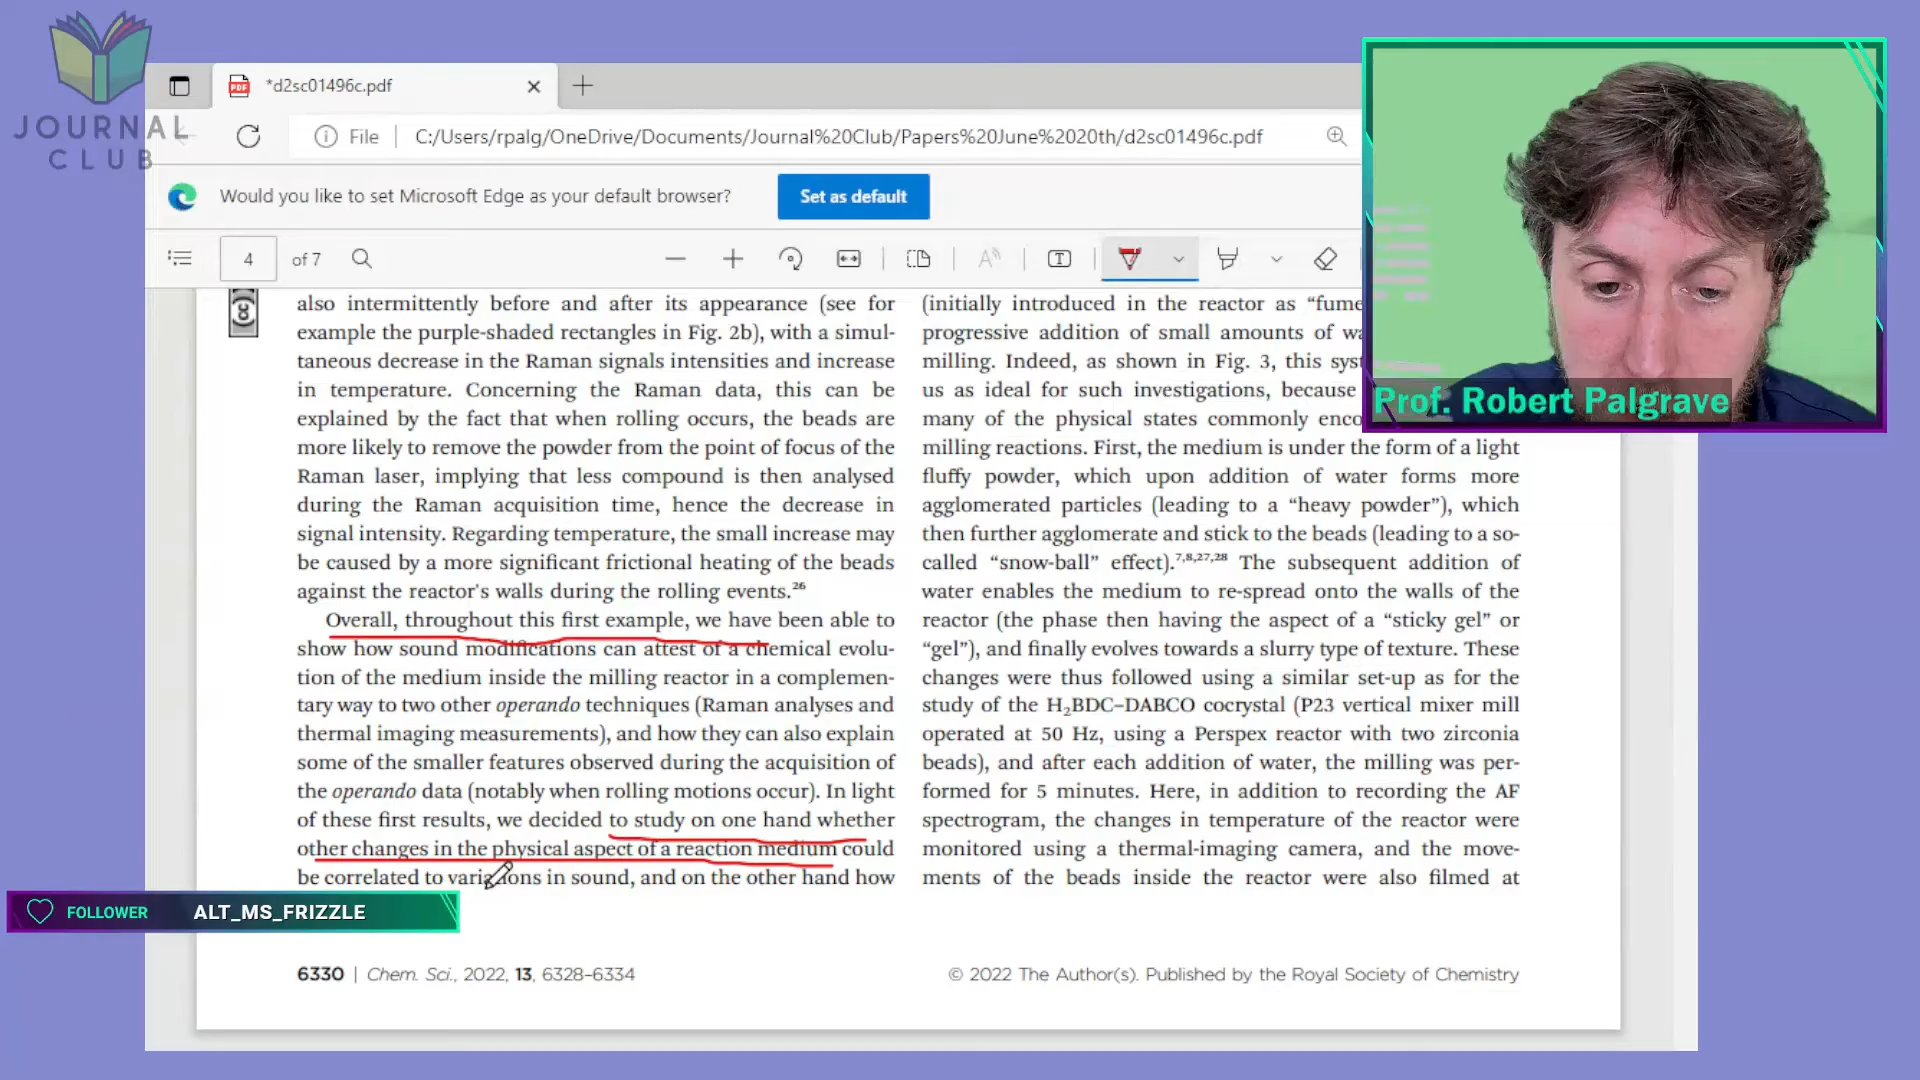 JOURNAL
CLUB
*d2sc01496c.pdf
File
C:/Users/rpalg/OneDrive/Documents/Journal%20Club/Papers%20June%2020th/d2sc01496c.pdf
Would you like to set Microsoft Edge as your default browser?
Set as default
4
of 7
also intermittently before and after its appearance (see for
example the purple-shaded rectangles in Fig. 2b), with a simul-
taneous decrease in the Raman signals intensities and increase
in temperature. Concerning the Raman data, this can be
explained by the fact that when rolling occurs, the beads are
more likely to remove the powder from the point of focus of the
Raman laser, implying that less compound is then analysed
during the Raman acquisition time, hence the decrease in
signal intensity. Regarding temperature, the small increase may
be caused by a more significant frictional heating of the beads
against the reactor's walls during the rolling events.26
Overall, throughout this first example, we have been able to
show how sound modifications can attest of a chemical evolu-
tion of the medium inside the milling reactor in a complemen-
tary way to two other operando techniques (Raman analyses and
thermal imaging measurements), and how they can also explain
some of the smaller features observed during the acquisition of
the operando data (notably when rolling motions occur). In light
of these first results, we decided to study on one hand whether
other changes in the physical aspect of a reaction medium could
be correlated to variations in sound, and on the other hand how
(initially introduced in the reactor as “fume
progressive addition of small amounts of wa
milling. Indeed, as shown in Fig. 3, this sys
us as ideal for such investigations, because
many of the physical states commonly enco
milling reactions. First, the medium is under the form of a light
fluffy powder, which upon addition of water forms more
agglomerated particles (leading to a “heavy powder”), which
then further agglomerate and stick to the beads (leading to a so-
called “snow-ball” effect).7,8,27,28 The subsequent addition of
water enables the medium to re-spread onto the walls of the
reactor (the phase then having the aspect of a “sticky gel” or
“gel”), and finally evolves towards a slurry type of texture. These
changes were thus followed using a similar set-up as for the
study of the H2BDC–DABCO cocrystal (P23 vertical mixer mill
operated at 50 Hz, using a Perspex reactor with two zirconia
beads), and after each addition of water, the milling was per-
formed for 5 minutes. Here, in addition to recording the AF
spectrogram, the changes in temperature of the reactor were
monitored using a thermal-imaging camera, and the move-
ments of the beads inside the reactor were also filmed at
6330 | Chem. Sci., 2022, 13, 6328–6334
© 2022 The Author(s). Published by the Royal Society of Chemistry
Prof. Robert Palgrave
FOLLOWER
ALT_MS_FRIZZLE